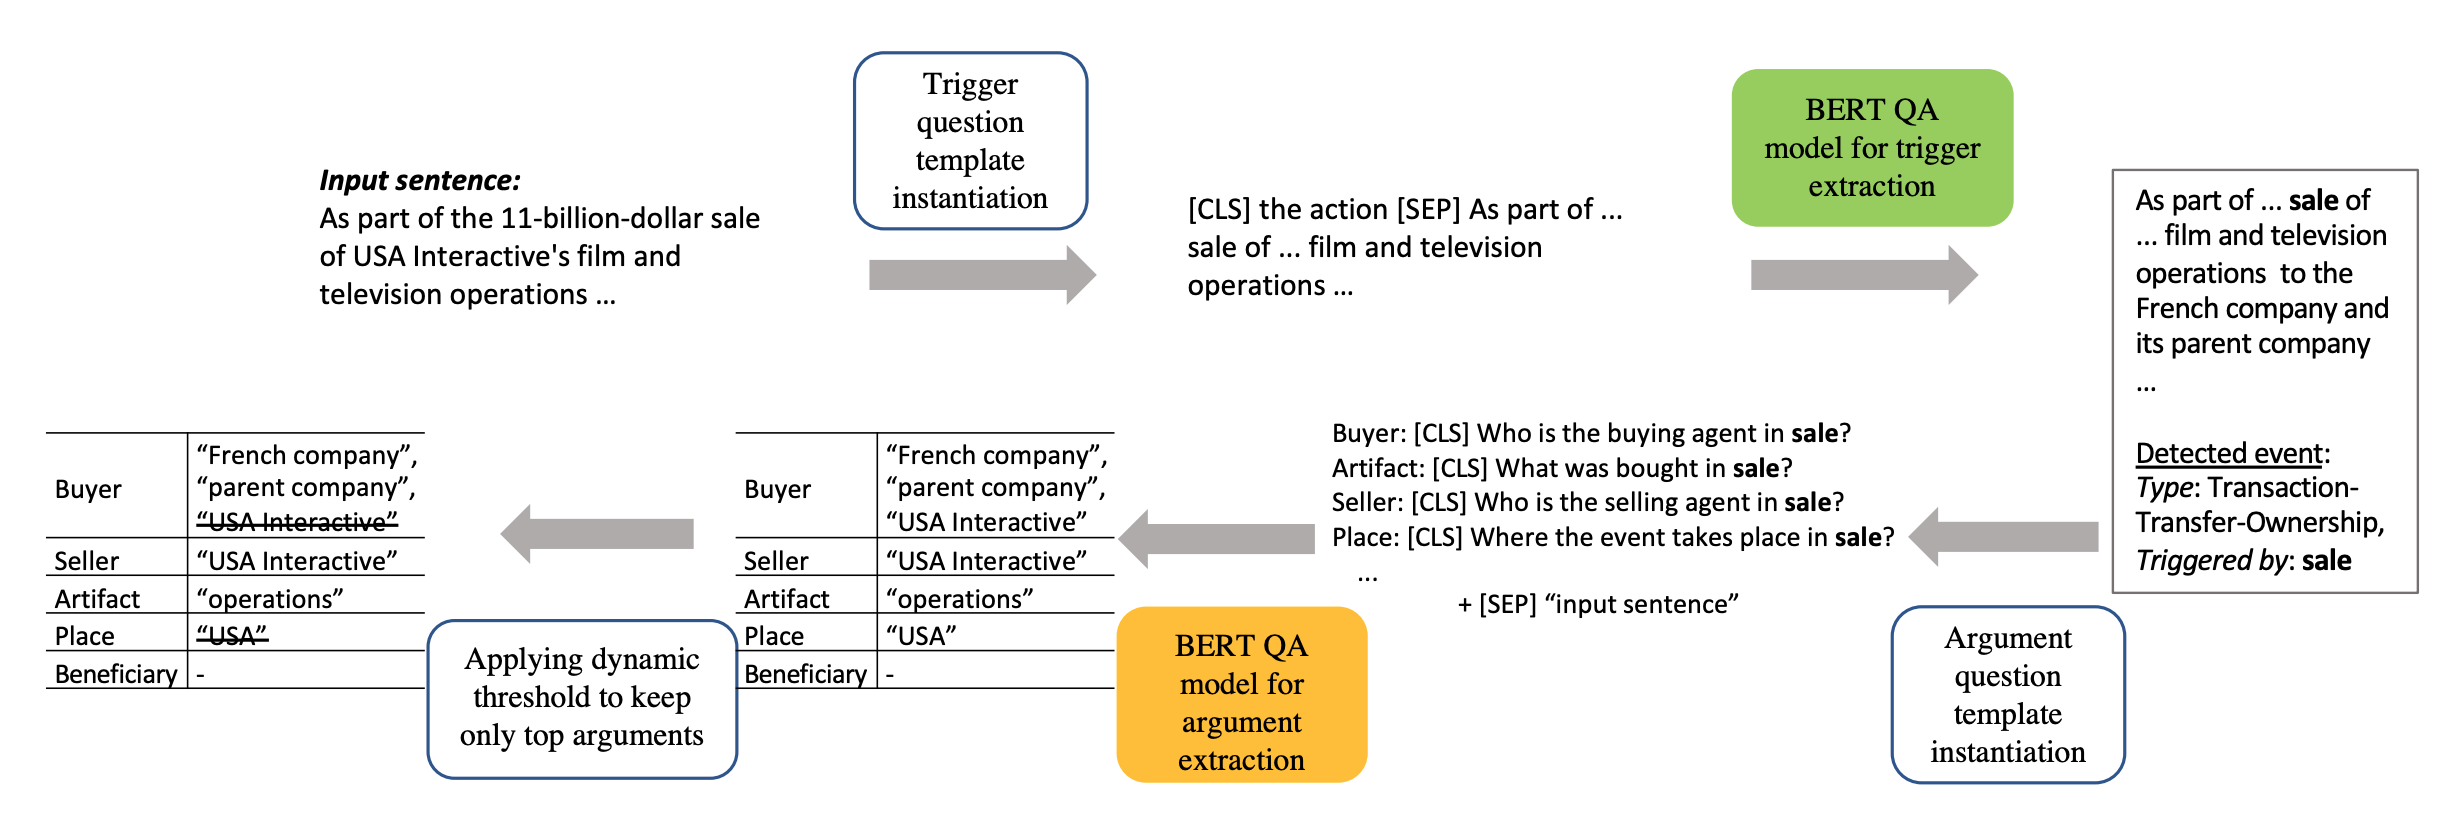 Trigger
question
template
instantiation
BERT QA
model for trigger
extraction
Input sentence:
As part of the 11-billion-dollar sale
of USA Interactive's film and
television operations ...
[CLS] the action [SEP] As part of ...
sale of ... film and television
operations ...
As part of ... sale of
... film and television
operations to the
French company and
its parent company
...
Detected event:
Type: Transaction-
Transfer-Ownership,
Triggered by: sale
Argument
question
template
instantiation
Buyer: [CLS] Who is the buying agent in sale?
Artifact: [CLS] What was bought in sale?
Seller: [CLS] Who is the selling agent in sale?
Place: [CLS] Where the event takes place in sale?
...
+ [SEP] “input sentence”
BERT QA
model for
argument
extraction
Buyer
“French company”,
“parent company”,
“USA Interactive”
Seller “USA Interactive”
Artifact “operations”
Place “USA”
Beneficiary -
Applying dynamic
threshold to keep
only top arguments
Buyer
“French company”,
“parent company”,
“USA Interactive”
Seller “USA Interactive”
Artifact “operations”
Place “USA”
Beneficiary -